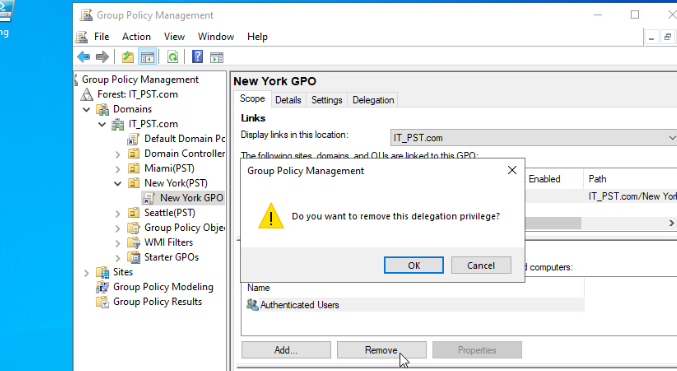 ng
Group Policy Management
File Action View Window Help
Group Policy Management
Forest: IT_PST.com
Domains
IT_PST.com
Default Domain Pc
Domain Controller
Miami(PST)
New York(PST)
New York GPO
Seattle(PST)
Group Policy Obje
WMI Filters
Starter GPOs
Sites
Group Policy Modeling
Group Policy Results
New York GPO
Scope Details Settings Delegation
Links
Display links in this location: IT_PST.com
The following sites, domains, and OUs are linked to this GPO:
Enabled Path
IT_PST.com/New York
Group Policy Management
Do you want to remove this delegation privilege?
OK Cancel
d computers:
Name
Authenticated Users
Add... Remove Properties